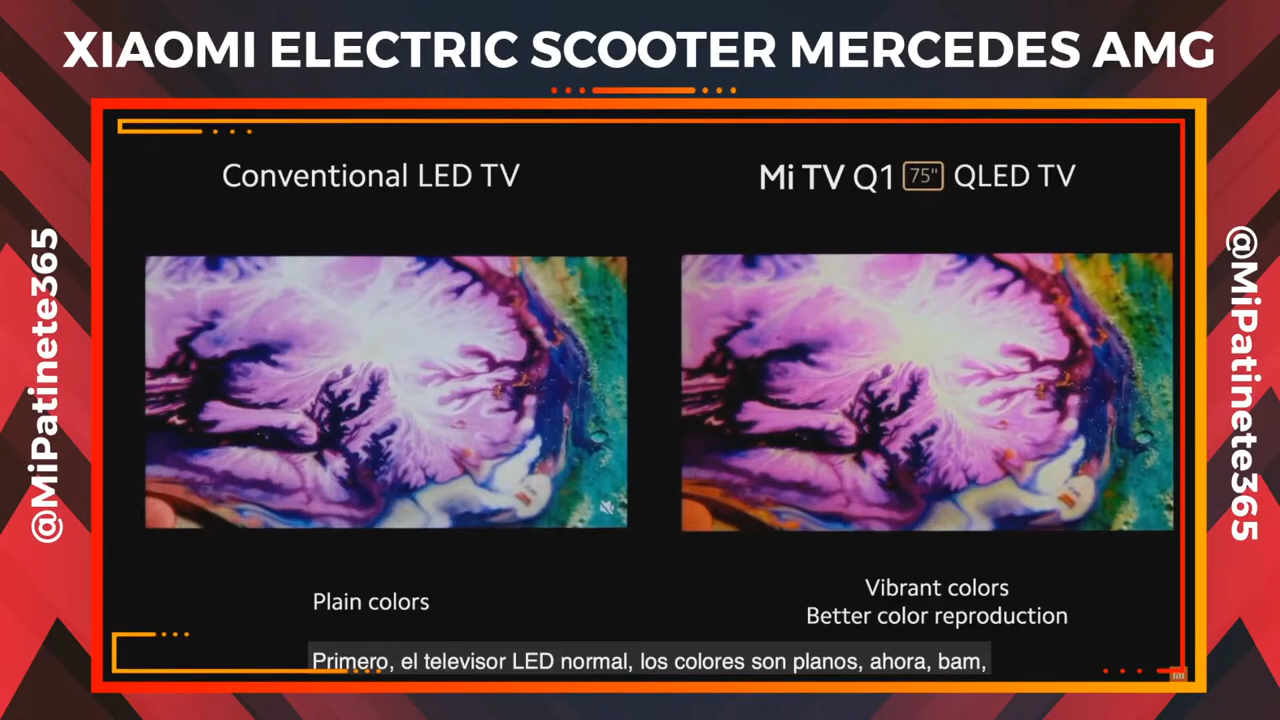 XIAOMI ELECTRIC SCOOTER MERCEDES AMG
Conventional LED TV
Mi TV Q1 75" QLED TV
@MiPatinete365
@MiPatinete365
Plain colors
Vibrant colors
Better color reproduction
Primero, el televisor LED normal, los colores son planos, ahora, bam,
mi